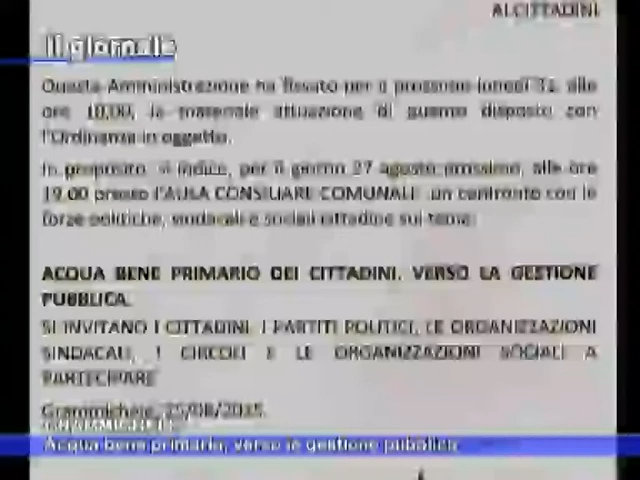 AI CITTADINI
il giornale
Questa Amministrazione ha fissato per il prossimo lunedì 31, alle
ore 10,00, la materiale attuazione di quanto disposto con
l'Ordinanza in oggetto.
In proposito, si indice, per il giorno 27 agosto prossimo, alle ore
19,00 presso l'AULA CONSILIARE COMUNALE un confronto con le
forze politiche, sindacali e sociali cittadine sul tema:
ACQUA BENE PRIMARIO DEI CITTADINI. VERSO LA GESTIONE
PUBBLICA.
SI INVITANO I CITTADINI, I PARTITI POLITICI, LE ORGANIZZAZIONI
SINDACALI, I CIRCOLI E LE ORGANIZZAZIONI SOCIALI A
PARTECIPARE
Grammichele, 25/08/2015
GRAMMICHELE
Acqua bene primario, verso la gestione pubblica